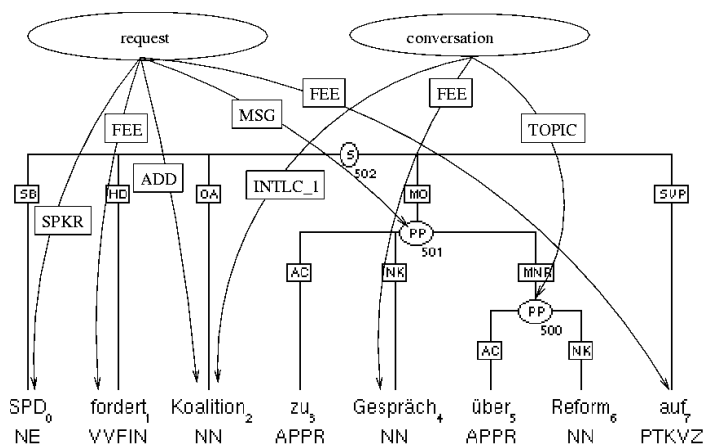 request conversation
FEE FEE
MSG
FEE TOPIC
S
502
ADD INTLC_1
SB HD OA MO SVP
SPKR
PP
501
AC NK MNR
PP
500
AC NK
SPD0 fordert1 Koalition2 zu3 Gespräch4 über5 Reform6 auf7
NE VVFIN NN APPR NN APPR NN PTKVZ